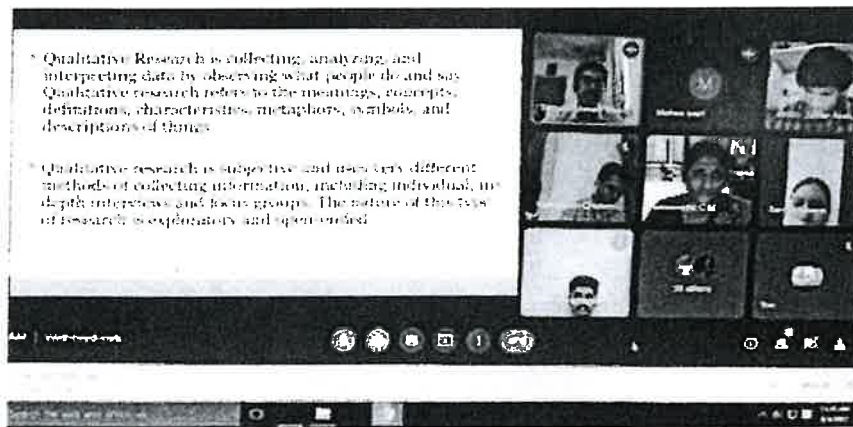 * Qualitative Research is collecting, analyzing, and
interpreting data by observing what people do and say.
Qualitative research refers to the meanings, concepts,
definitions, characteristics, metaphors, symbols, and
descriptions of things
* Qualitative research is subjective and uses very different
methods of collecting information, including individual, in-
depth interviews and focus groups. The nature of this type
of research is exploratory and open-ended
M
C M
others
You